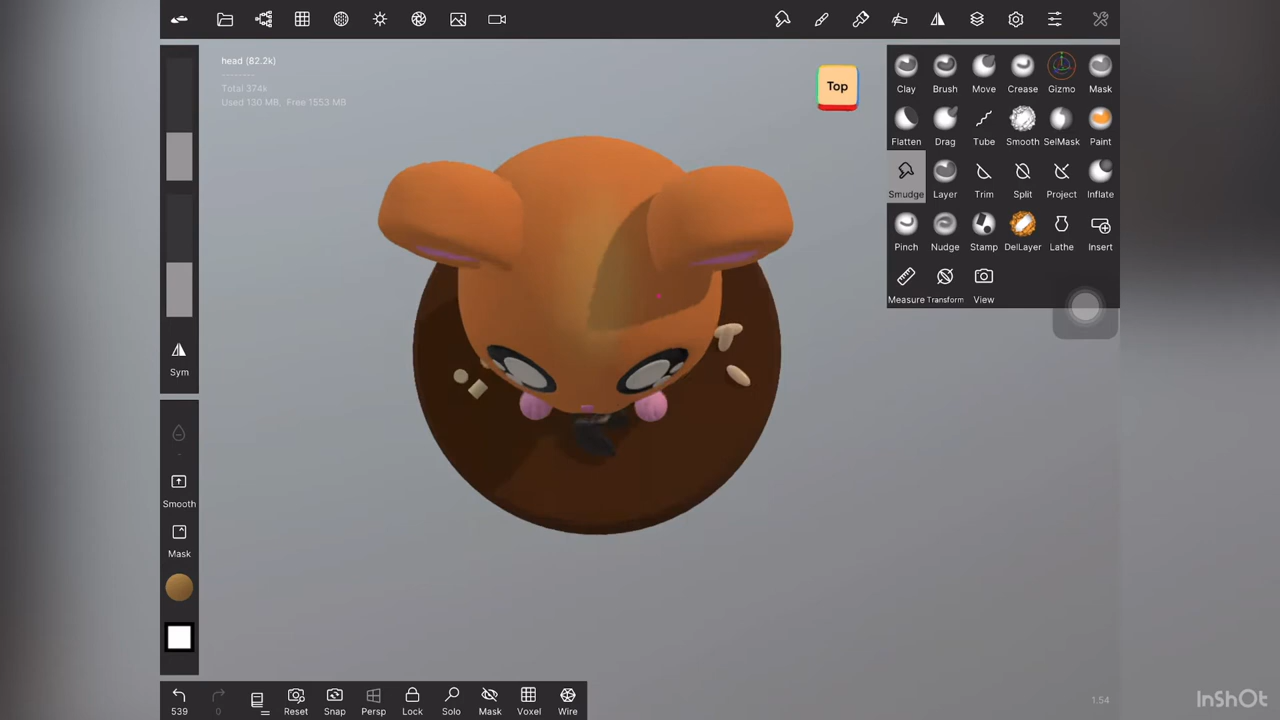 head (82.2k)
Total 374k
Used 130 MB, Free 1553 MB
Top
Clay Brush Move Crease Gizmo Mask
Flatten Drag Tube Smooth SelMask Paint
Smudge Layer Trim Split Project Inflate
Pinch Nudge Stamp DelLayer Lathe Insert
Measure Transform View
Sym
Smooth
Mask
539 0 Reset Snap Persp Lock Solo Mask Voxel Wire
1.54
InShOt